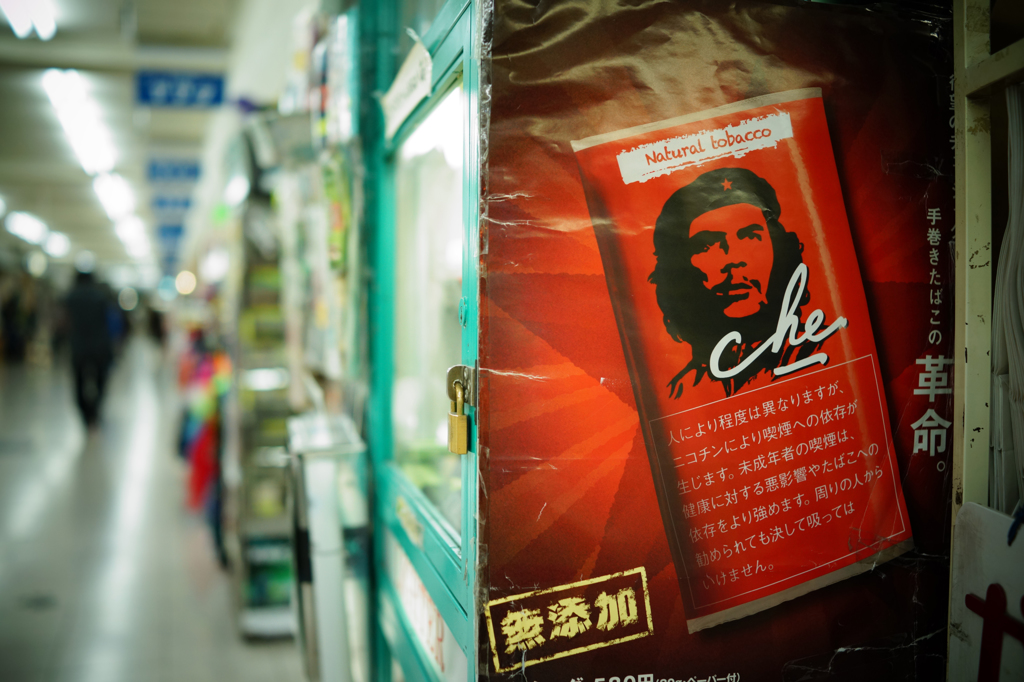 Natural tobacco
che
人により程度は異なりますが、
ニコチンにより喫煙への依存が
生じます。未成年者の喫煙は、
健康に対する悪影響やたばこへの
依存をより強めます。周りの人から
勧められても決して吸っては
いけません。
手巻きたばこの
革命。
無添加